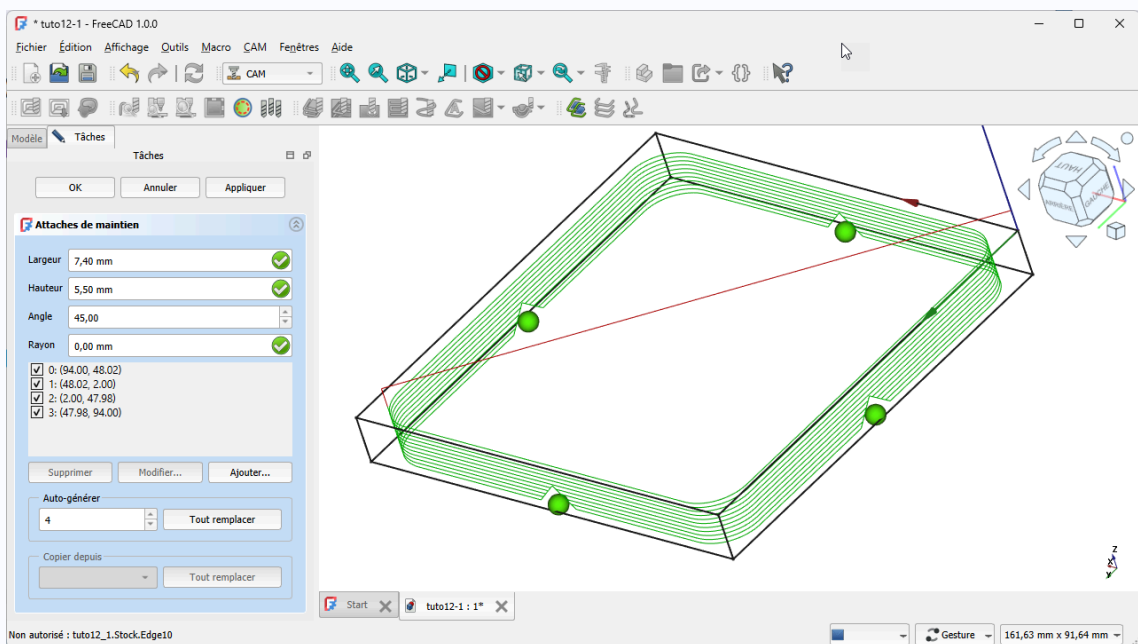 * tuto12-1 - FreeCAD 1.0.0
Fichier Édition Affichage Outils Macro CAM Fenêtres Aide
CAM
Modèle Tâches
Tâches
OK Annuler Appliquer
Attaches de maintien
Largeur 7,40 mm
Hauteur 5,50 mm
Angle 45,00
Rayon 0,00 mm
0: (94.00, 48.02)
1: (48.02, 2.00)
2: (2.00, 47.98)
3: (47.98, 94.00)
Supprimer Modifier... Ajouter...
Auto-générer
4 Tout remplacer
Copier depuis
Tout remplacer
HAUT
GAUCHE
Z
X
Y
Start tuto12-1 : 1*
Non autorisé : tuto12_1.Stock.Edge10
Gesture 161,63 mm x 91,64 mm